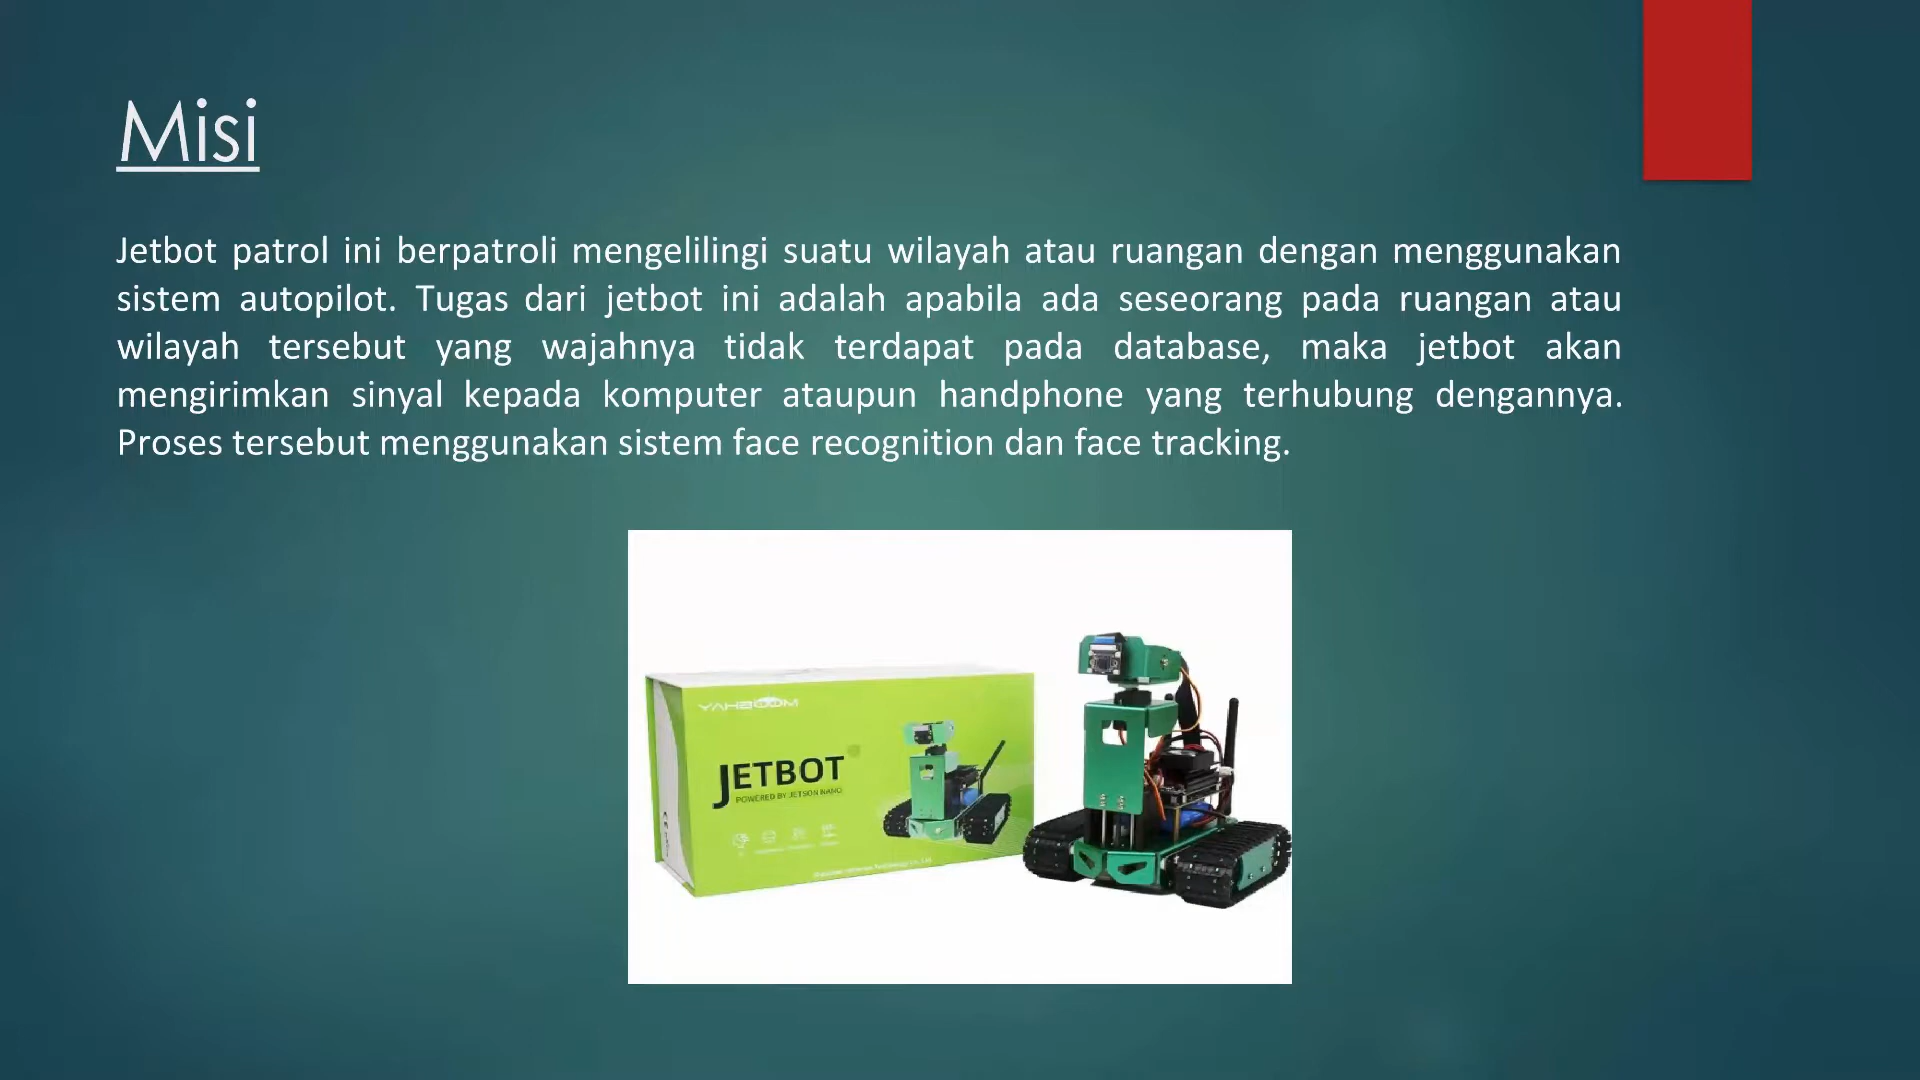 Misi
Jetbot patrol ini berpatroli mengelilingi suatu wilayah atau ruangan dengan menggunakan
sistem autopilot. Tugas dari jetbot ini adalah apabila ada seseorang pada ruangan atau
wilayah tersebut yang wajahnya tidak terdapat pada database, maka jetbot akan
mengirimkan sinyal kepada komputer ataupun handphone yang terhubung dengannya.
Proses tersebut menggunakan sistem face recognition dan face tracking.
YAHBOOM
JETBOT
POWERED BY JETSON NANO